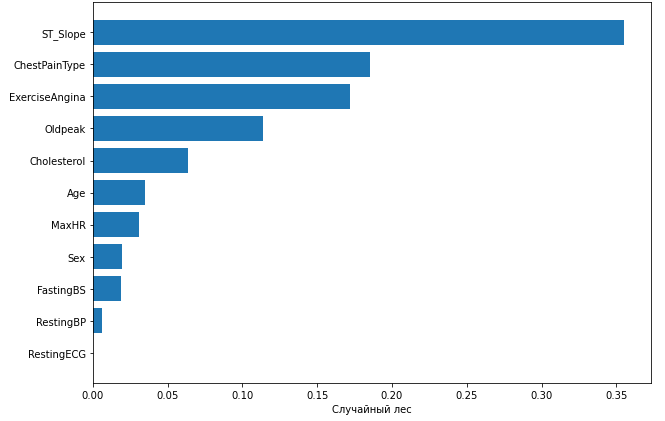 ST_Slope
ChestPainType
ExerciseAngina
Oldpeak
Cholesterol
Age
MaxHR
Sex
FastingBS
RestingBP
RestingECG
0.00 0.05 0.10 0.15 0.20 0.25 0.30 0.35
Случайный лес